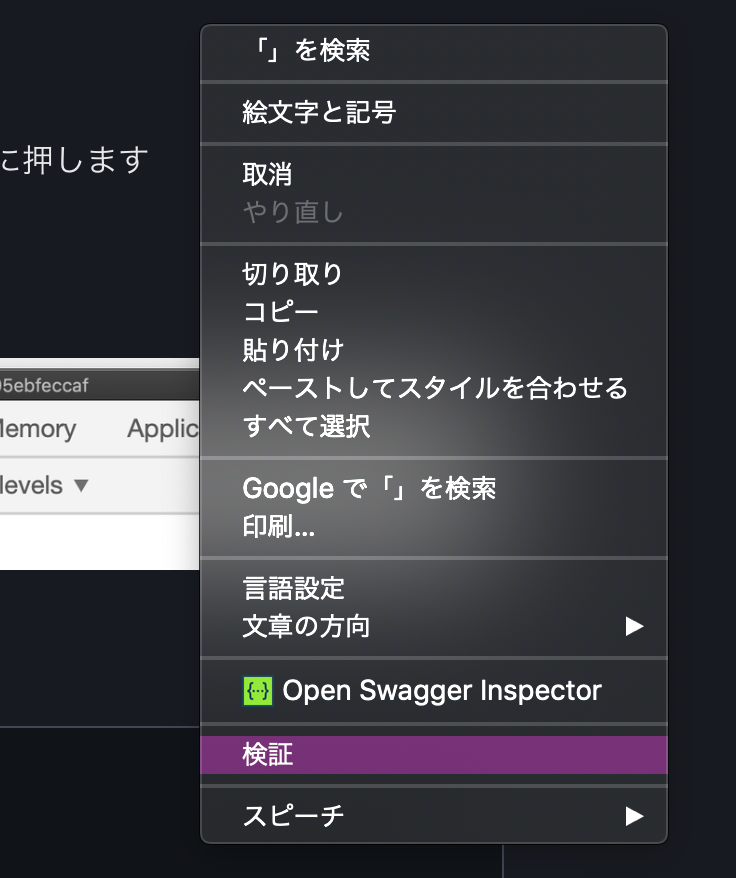 「」を検索
絵文字と記号
に押します
取消
やり直し
切り取り
コピー
貼り付け
5ebfeccaf
ペーストしてスタイルを合わせる
すべて選択
Memory Applic
levels ▼
Google で「」を検索
印刷...
言語設定
文章の方向 ▶
{··} Open Swagger Inspector
検証
スピーチ ▶